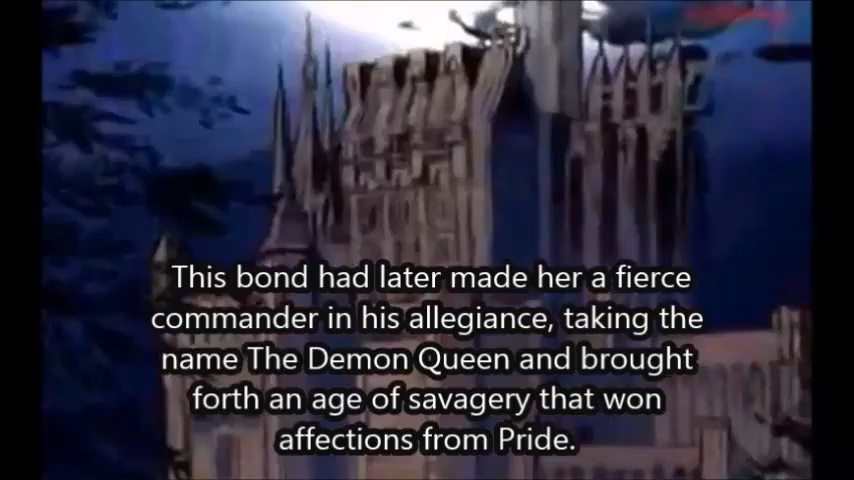 This bond had later made her a fierce
commander in his allegiance, taking the
name The Demon Queen and brought
forth an age of savagery that won
affections from Pride.